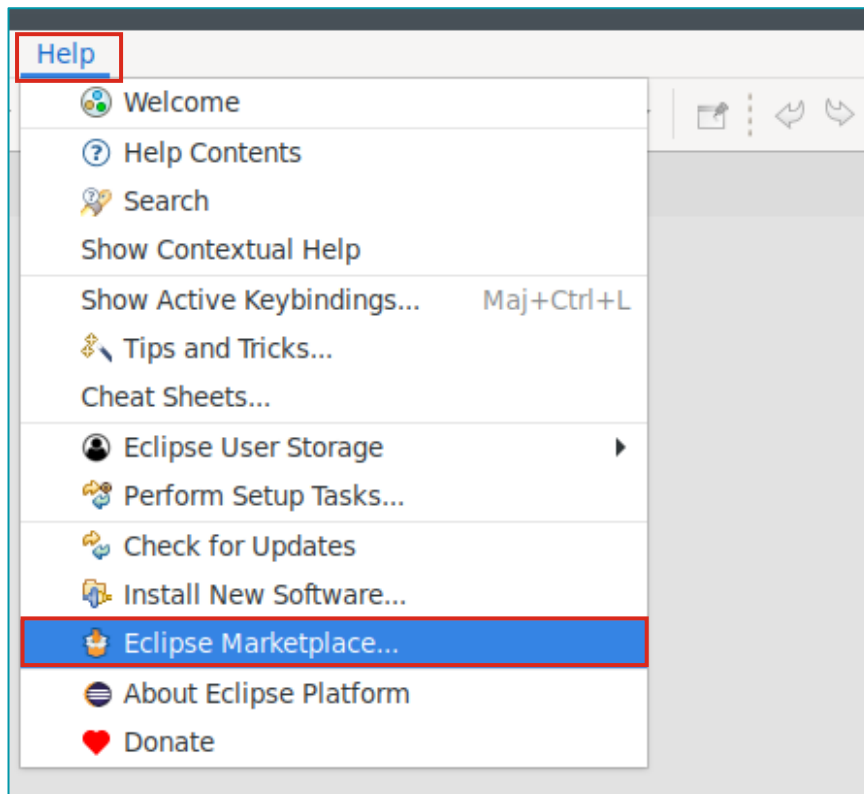 Help
Welcome
Help Contents
Search
Show Contextual Help
Show Active Keybindings... Maj+Ctrl+L
Tips and Tricks...
Cheat Sheets...
Eclipse User Storage
Perform Setup Tasks...
Check for Updates
Install New Software...
Eclipse Marketplace...
About Eclipse Platform
Donate